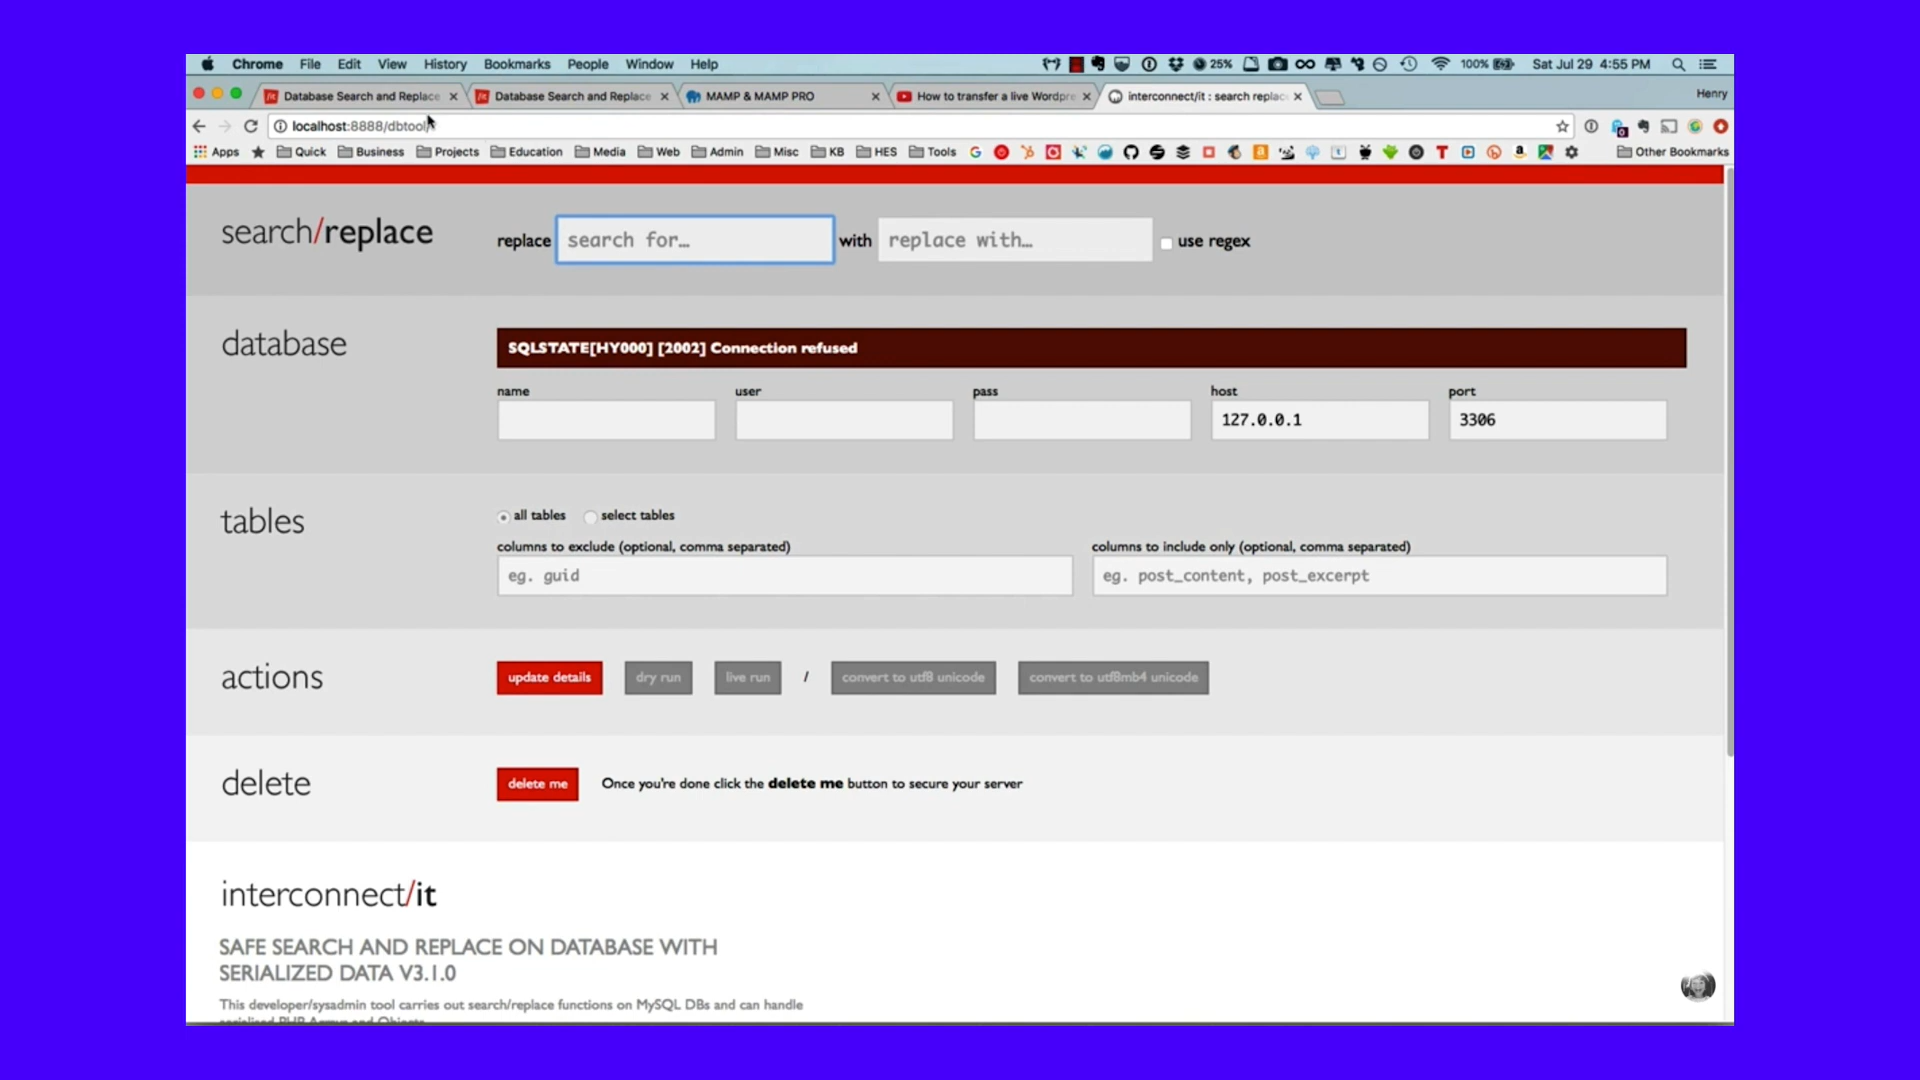 Chrome File Edit View History Bookmarks People Window Help 25% 100% Sat Jul 29 4:55 PM
Database Search and Replace Database Search and Replace MAMP & MAMP PRO How to transfer a live Wordpre interconnect/it : search replac Henry
localhost:8888/dbtool/
Apps Quick Business Projects Education Media Web Admin Misc KB HES Tools Other Bookmarks
search/replace replace search for… with replace with… use regex
database SQLSTATE[HY000] [2002] Connection refused
name user pass host port
127.0.0.1 3306
tables all tables select tables
columns to exclude (optional, comma separated) columns to include only (optional, comma separated)
eg. guid eg. post_content, post_excerpt
actions update details dry run live run / convert to utf8 unicode convert to utf8mb4 unicode
delete delete me Once you're done click the delete me button to secure your server
interconnect/it
SAFE SEARCH AND REPLACE ON DATABASE WITH
SERIALIZED DATA V3.1.0
This developer/sysadmin tool carries out search/replace functions on MySQL DBs and can handle
serialised PHP Arrays and Objects